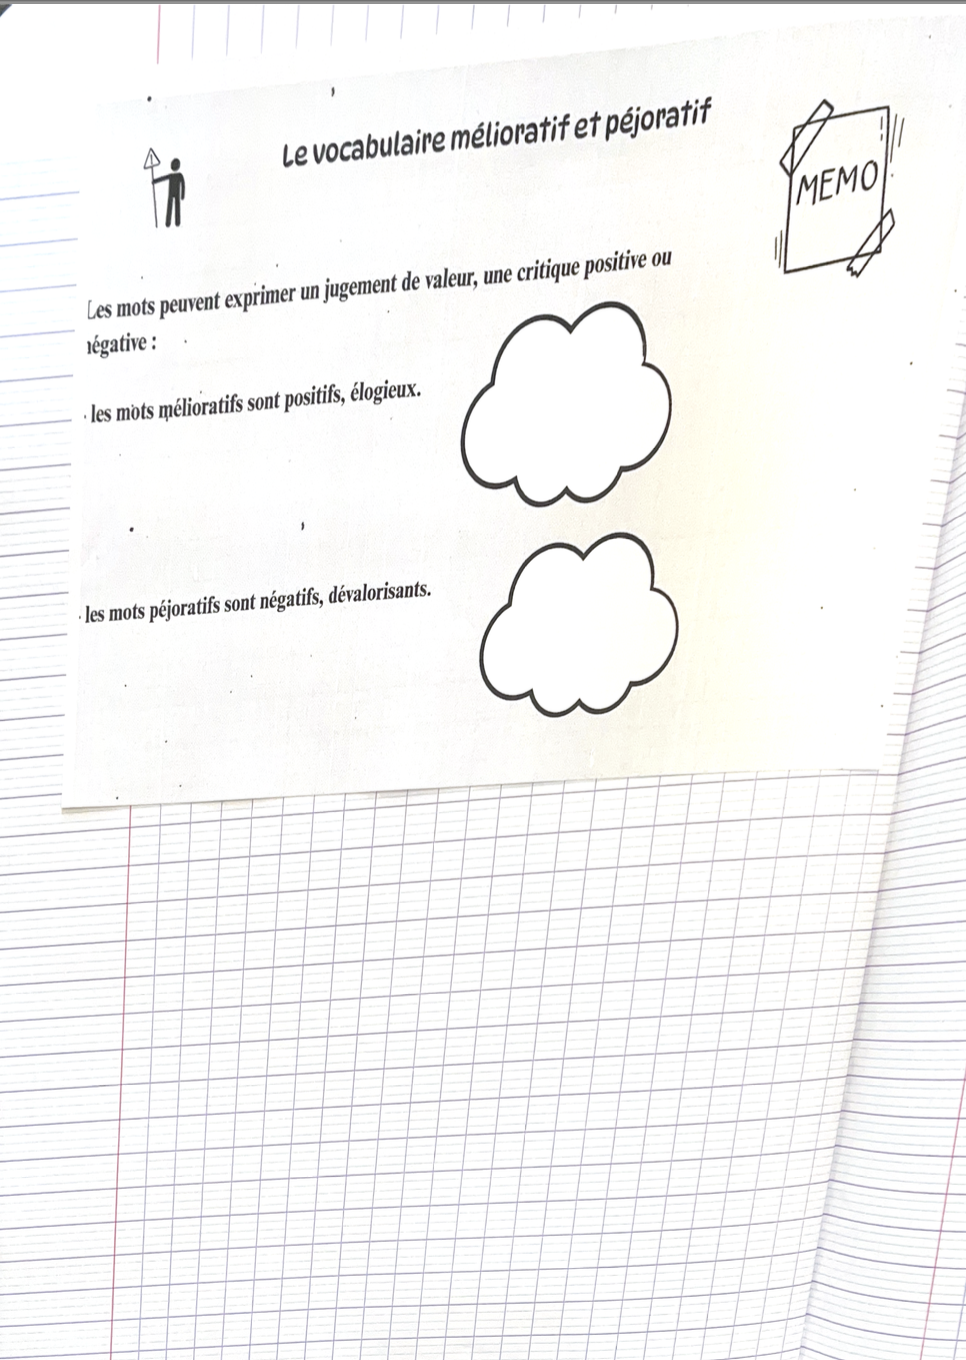 Le vocabulaire mélioratif et péjoratif
MEMO
Les mots peuvent exprimer un jugement de valeur, une critique positive ou
négative :
· les mots mélioratifs sont positifs, élogieux.
· les mots péjoratifs sont négatifs, dévalorisants.